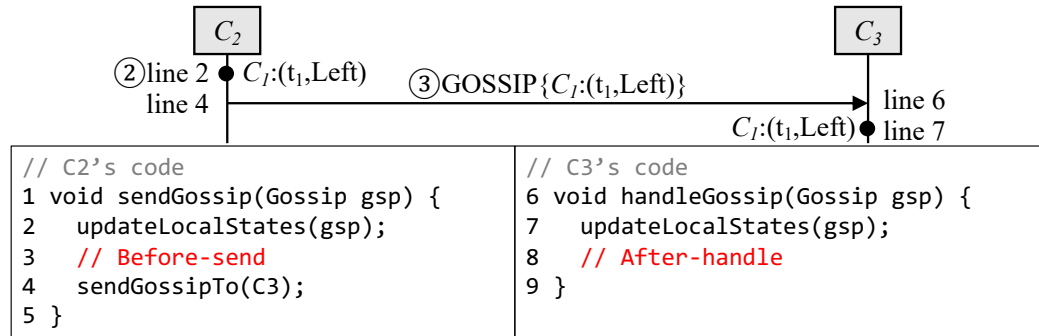 C2 C3
②line 2 C1:(t1,Left)
line 4 ③GOSSIP{C1:(t1,Left)} line 6
C1:(t1,Left) line 7
// C2’s code
1 void sendGossip(Gossip gsp) {
2 updateLocalStates(gsp);
3 // Before-send
4 sendGossipTo(C3);
5 }
// C3’s code
6 void handleGossip(Gossip gsp) {
7 updateLocalStates(gsp);
8 // After-handle
9 }